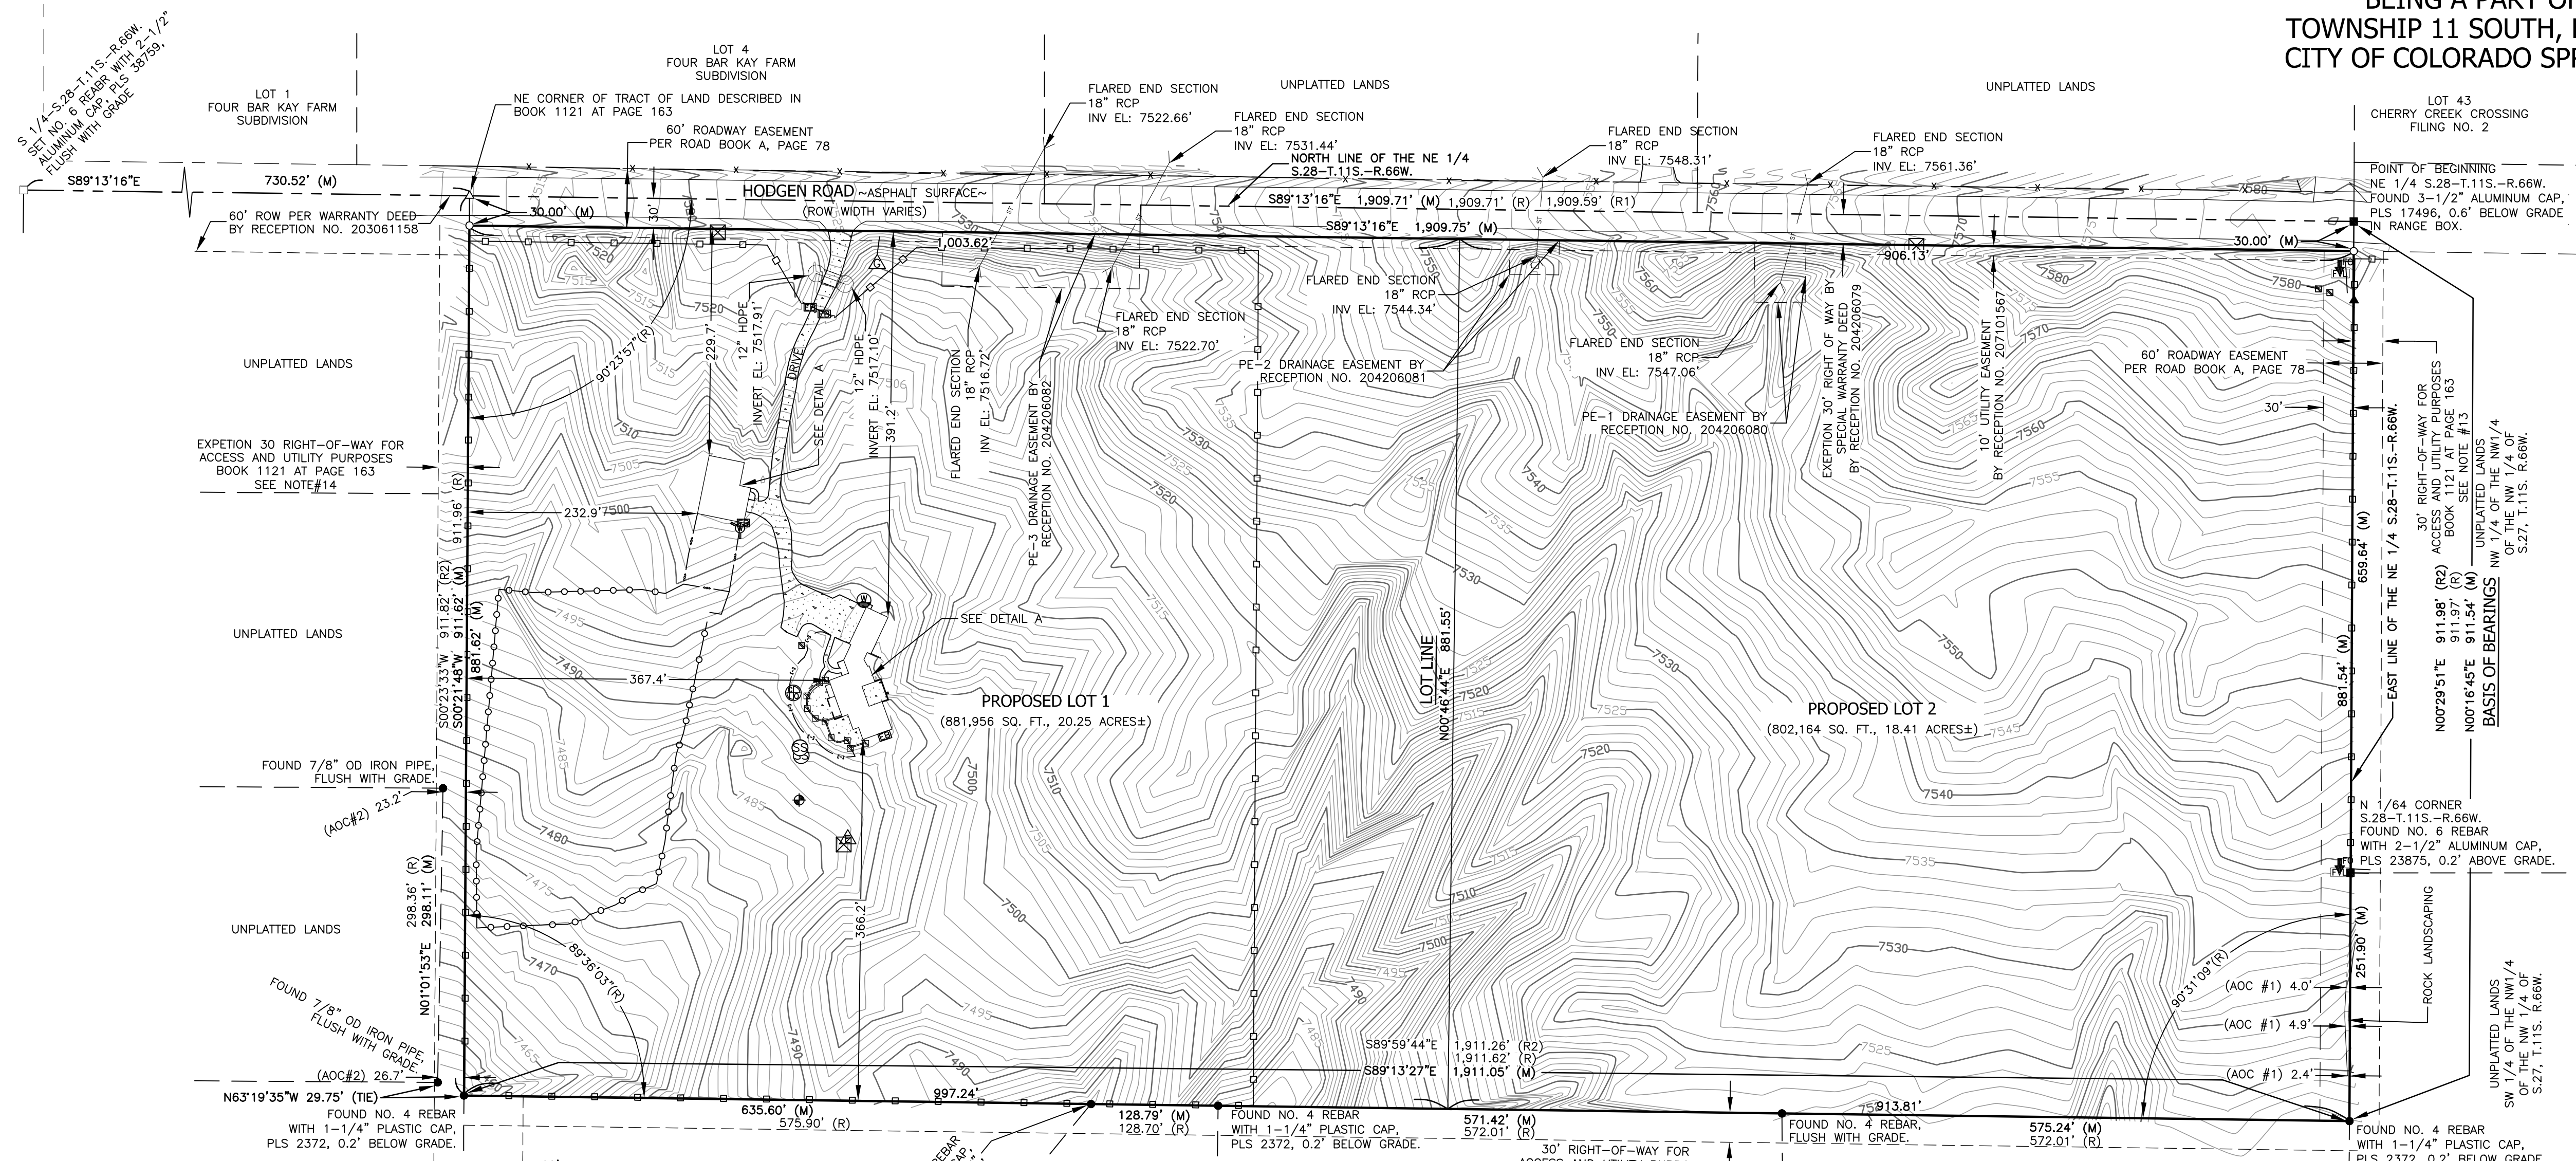 BEING A PART OF
TOWNSHIP 11 SOUTH,
CITY OF COLORADO SPR
S 1/4-S.28-T.11S.-R.66W.
SET NO. 6 REABR WITH 2-1/2"
ALUMINUM CAP, PLS 38759,
FLUSH WITH GRADE
LOT 1
FOUR BAR KAY FARM
SUBDIVISION
LOT 4
FOUR BAR KAY FARM
SUBDIVISION
NE CORNER OF TRACT OF LAND DESCRIBED IN
BOOK 1121 AT PAGE 163
60' ROADWAY EASEMENT
PER ROAD BOOK A, PAGE 78
FLARED END SECTION
18" RCP
INV EL: 7522.66'
UNPLATTED LANDS
FLARED END SECTION
18" RCP
INV EL: 7531.44'
NORTH LINE OF THE NE 1/4
S.28-T.11S.-R.66W.
FLARED END SECTION
18" RCP
INV EL: 7548.31'
FLARED END SECTION
18" RCP
INV EL: 7561.36'
UNPLATTED LANDS
LOT 43
CHERRY CREEK CROSSING
FILING NO. 2
POINT OF BEGINNING
NE 1/4 S.28-T.11S.-R.66W.
FOUND 3-1/2" ALUMINUM CAP,
PLS 17496, 0.6' BELOW GRADE
IN RANGE BOX.
S89°13'16"E 730.52' (M)
60' ROW PER WARRANTY DEED
BY RECEPTION NO. 203061158
30.00' (M)
30'
HODGEN ROAD ~ASPHALT SURFACE~
(ROW WIDTH VARIES)
S89°13'16"E 1,909.71' (M) 1,909.71' (R) 1,909.59' (R1)
S89°13'16"E 1,909.75' (M)
30.00' (M)
1,003.62'
906.13'
UNPLATTED LANDS
90°23'57"(R)
229.7'
12" HDPE
INVERT EL: 7517.91'
DRIVE
SEE DETAIL A
12" HDPE
INVERT EL: 7517.10'
391.2'
FLARED END SECTION
18" RCP
INV EL: 7516.72'
PE-3 DRAINAGE EASEMENT BY
RECEPTION NO. 204206082
FLARED END SECTION
18" RCP
INV EL: 7522.70'
FLARED END SECTION
18" RCP
INV EL: 7544.34'
PE-2 DRAINAGE EASEMENT BY
RECEPTION NO. 204206081
FLARED END SECTION
18" RCP
INV EL: 7547.06'
PE-1 DRAINAGE EASEMENT BY
RECEPTION NO. 204206080
EXEPTION 30' RIGHT OF WAY BY
SPECIAL WARRANTY DEED
BY RECEPTION NO. 204206079
10' UTILITY EASEMENT
BY RECEPTION NO. 207101567
60' ROADWAY EASEMENT
PER ROAD BOOK A, PAGE 78
30'
30' RIGHT-OF-WAY FOR
ACCESS AND UTILITY PURPOSES
BOOK 1121 AT PAGE 163
SEE NOTE #13
UNPLATTED LANDS
NW 1/4 OF THE NW1/4
OF THE NW 1/4 OF
S.27, T.11S. R.66W.
EXPETION 30 RIGHT-OF-WAY FOR
ACCESS AND UTILITY PURPOSES
BOOK 1121 AT PAGE 163
SEE NOTE#14
232.9'
911.96' (R)
S00°23'33"W 911.82' (R2)
S00°21'48"W 911.62' (M)
881.62' (M)
UNPLATTED LANDS
SEE DETAIL A
367.4'
PROPOSED LOT 1
(881,956 SQ. FT., 20.25 ACRES±)
LOT LINE
N00°46'44"E 881.55'
PROPOSED LOT 2
(802,164 SQ. FT., 18.41 ACRES±)
659.64' (M)
881.54' (M)
EAST LINE OF THE NE 1/4 S.28-T.11S.-R.66W.
N00°29'51"E 911.98' (R2)
911.97' (R)
N00°16'45"E 911.54' (M)
BASIS OF BEARINGS
FOUND 7/8" OD IRON PIPE,
FLUSH WITH GRADE.
(AOC#2) 23.2'
N 1/64 CORNER
S.28-T.11S.-R.66W.
FOUND NO. 6 REBAR
WITH 2-1/2" ALUMINUM CAP,
PLS 23875, 0.2' ABOVE GRADE.
298.36' (R)
N01°01'53"E 298.11' (M)
UNPLATTED LANDS
366.2'
89°36'03"(R)
90°31'09"(R)
251.90' (M)
ROCK LANDSCAPING
(AOC #1) 4.0'
(AOC #1) 4.9'
(AOC #1) 2.4'
UNPLATTED LANDS
SW 1/4 OF THE NW1/4
OF THE NW 1/4 OF
S.27, T.11S. R.66W.
FOUND 7/8" OD IRON PIPE,
FLUSH WITH GRADE.
(AOC#2) 26.7'
N63°19'35"W 29.75' (TIE)
S89°59'44"E 1,911.26' (R2)
1,911.62' (R)
S89°13'27"E 1,911.05' (M)
997.24'
913.81'
FOUND NO. 4 REBAR
WITH 1-1/4" PLASTIC CAP,
PLS 2372, 0.2' BELOW GRADE.
635.60' (M)
575.90' (R)
128.79' (M)
128.70' (R)
FOUND NO. 4 REBAR
WITH 1-1/4" PLASTIC CAP,
PLS 2372, 0.2' BELOW GRADE.
571.42' (M)
572.01' (R)
FOUND NO. 4 REBAR,
FLUSH WITH GRADE.
575.24' (M)
572.01' (R)
FOUND NO. 4 REBAR
WITH 1-1/4" PLASTIC CAP,
PLS 2372, 0.2' BELOW GRADE
REBAR
CAP,
30' RIGHT-OF-WAY FOR